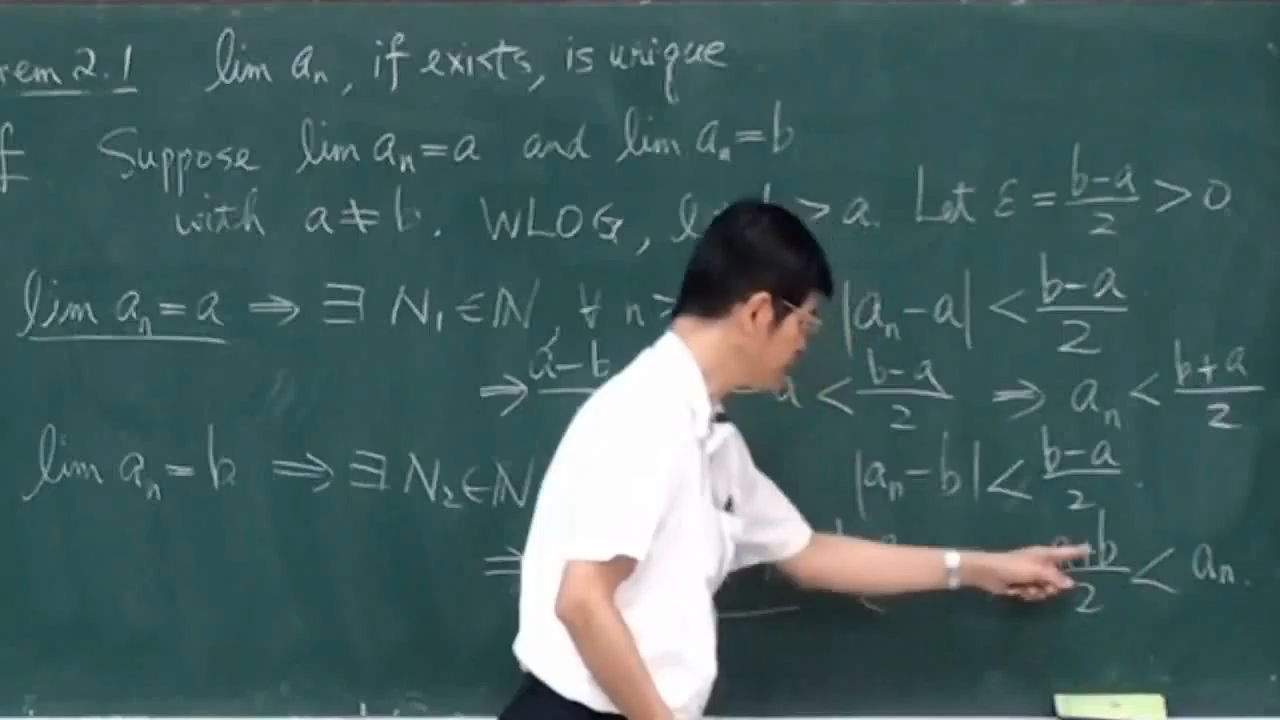 rem 2.1 lim aₙ, if exists, is unique
f Suppose lim aₙ = a and lim aₙ = b
with a ≠ b. WLOG, > a. Let ε = (b-a)/2 > 0.
lim aₙ = a ⇒ ∃ N₁ ∈ ℕ, ∀ n |aₙ - a| < (b-a)/2
⇒ a-b a < (b-a)/2 ⇒ aₙ < (b+a)/2
lim aₙ = b ⇒ ∃ N₂ ∈ ℕ |aₙ - b| < (b-a)/2.
⇒ (a+b)/2 < aₙ.